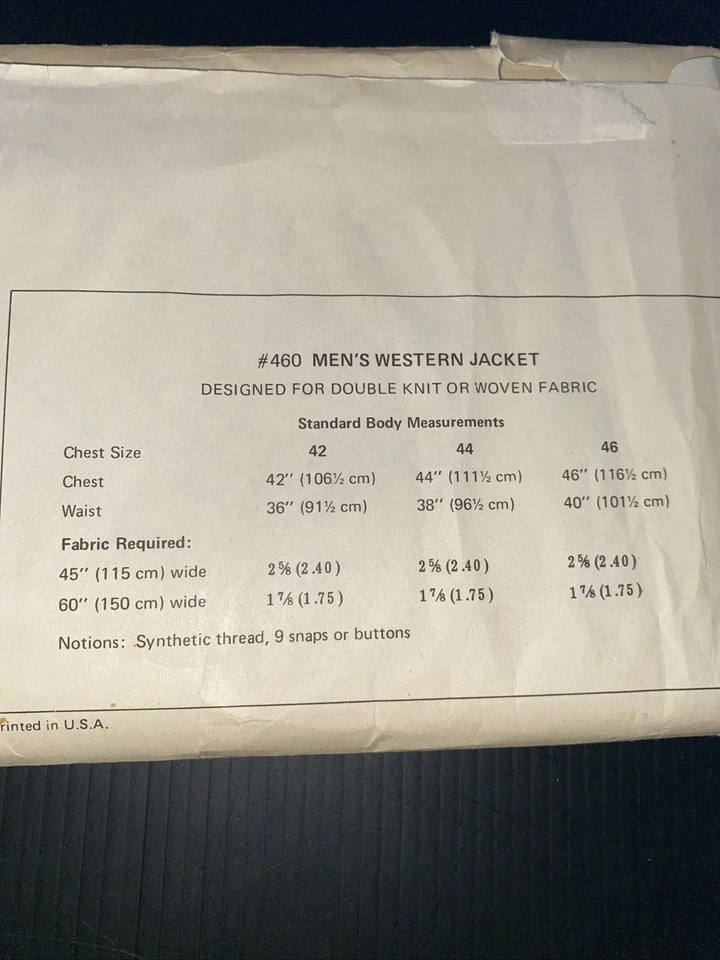 #460 MEN'S WESTERN JACKET
DESIGNED FOR DOUBLE KNIT OR WOVEN FABRIC
Standard Body Measurements
Chest Size 42 44 46
Chest 42" (106½ cm) 44" (111½ cm) 46" (116½ cm)
Waist 36" (91½ cm) 38" (96½ cm) 40" (101½ cm)
Fabric Required:
45" (115 cm) wide 2⅝ (2.40) 2⅝ (2.40) 2⅝ (2.40)
60" (150 cm) wide 1⅞ (1.75) 1⅞ (1.75) 1⅞ (1.75)
Notions: Synthetic thread, 9 snaps or buttons
rinted in U.S.A.